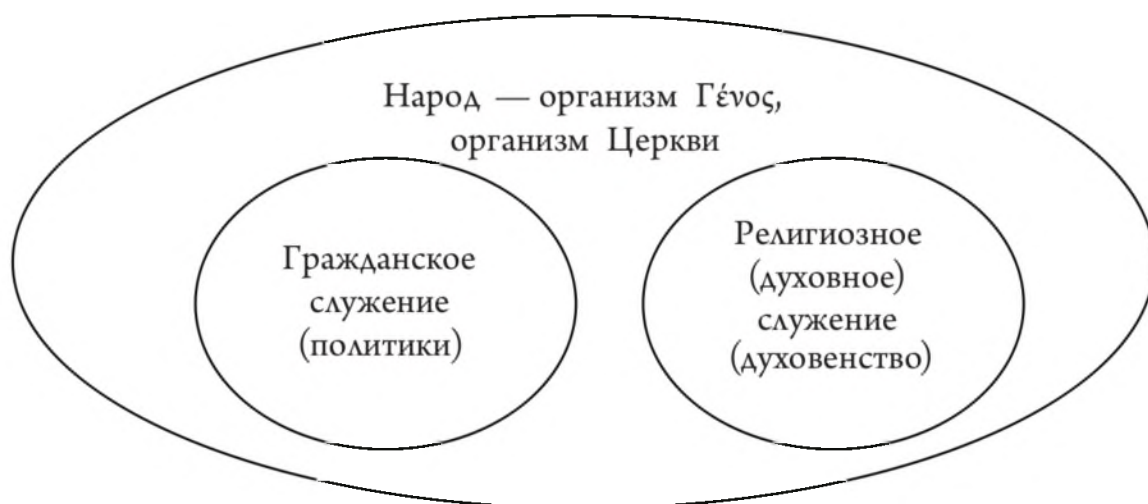 Народ — организм Γένος,
организм Церкви
Гражданское
служение
(политики)
Религиозное
(духовное)
служение
(духовенство)